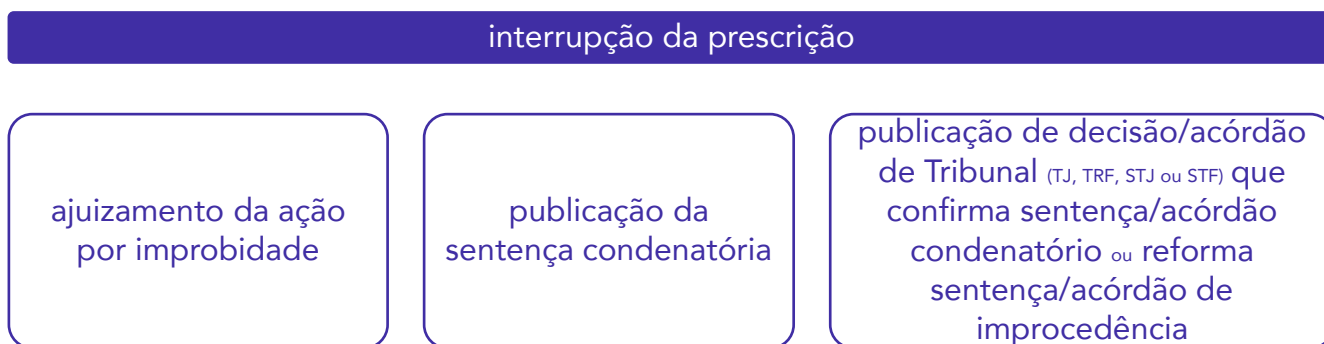 interrupção da prescrição
ajuizamento da ação
por improbidade
publicação da
sentença condenatória
publicação de decisão/acórdão
de Tribunal (TJ, TRF, STJ ou STF) que
confirma sentença/acórdão
condenatório ou reforma
sentença/acórdão de
improcedência